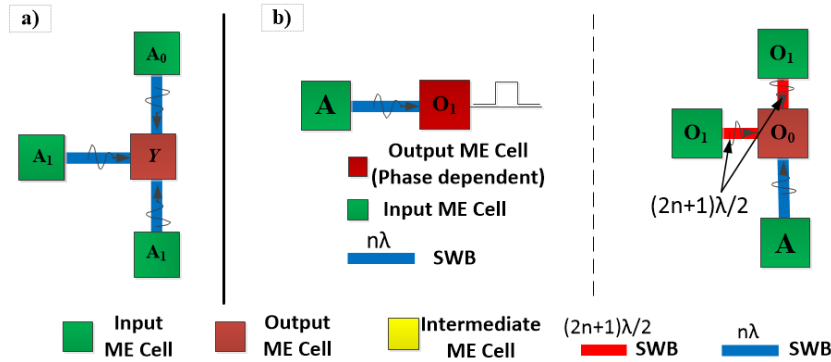 a)
A₀
A₁
Y
A₁
b)
A
O₁
Output ME Cell
(Phase dependent)
Input ME Cell
nλ
SWB
O₁
O₁
O₀
(2n+1)λ/2
A
Input
ME Cell
Output
ME Cell
Intermediate
ME Cell
(2n+1)λ/2
SWB
nλ
SWB